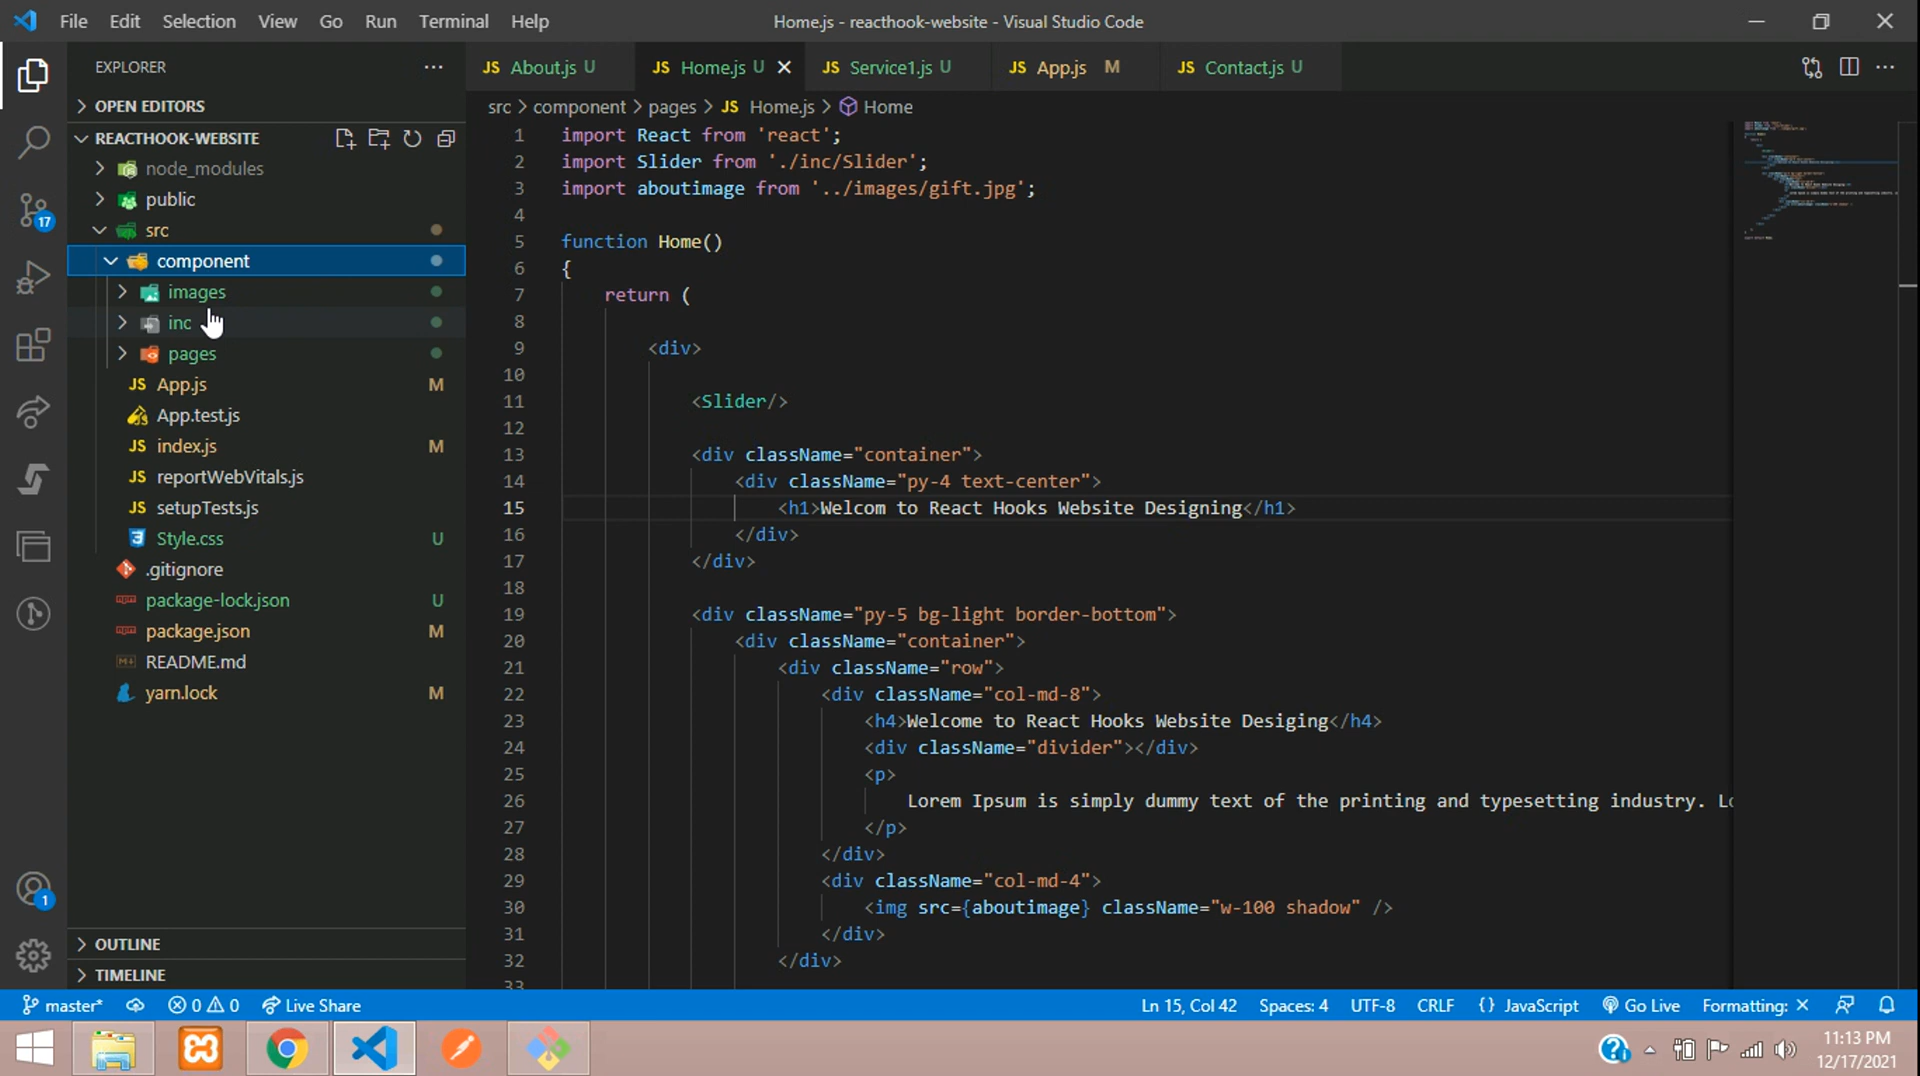 File Edit Selection View Go Run Terminal Help
Home.js - reacthook-website - Visual Studio Code
EXPLORER
OPEN EDITORS
REACTHOOK-WEBSITE
node_modules
public
src
component
images
inc
pages
JS App.js M
App.test.js
JS index.js M
JS reportWebVitals.js
JS setupTests.js
Style.css U
.gitignore
package-lock.json U
package.json M
README.md
yarn.lock M
OUTLINE
TIMELINE
17
1
JS About.js U JS Home.js U JS Service1.js U JS App.js M JS Contact.js U
src > component > pages > JS Home.js > Home
1 import React from 'react';
2 import Slider from './inc/Slider';
3 import aboutimage from '../images/gift.jpg';
4
5 function Home()
6 {
7 return (
8
9 <div>
10
11 <Slider/>
12
13 <div className="container">
14 <div className="py-4 text-center">
15 <h1>Welcom to React Hooks Website Designing</h1>
16 </div>
17 </div>
18
19 <div className="py-5 bg-light border-bottom">
20 <div className="container">
21 <div className="row">
22 <div className="col-md-8">
23 <h4>Welcome to React Hooks Website Desiging</h4>
24 <div className="divider"></div>
25 <p>
26 Lorem Ipsum is simply dummy text of the printing and typesetting industry.
27 </p>
28 </div>
29 <div className="col-md-4">
30 <img src={aboutimage} className="w-100 shadow" />
31 </div>
32 </div>
33
master* 0 0 Live Share
Ln 15, Col 42 Spaces: 4 UTF-8 CRLF {} JavaScript Go Live Formatting: ×
11:13 PM
12/17/2021